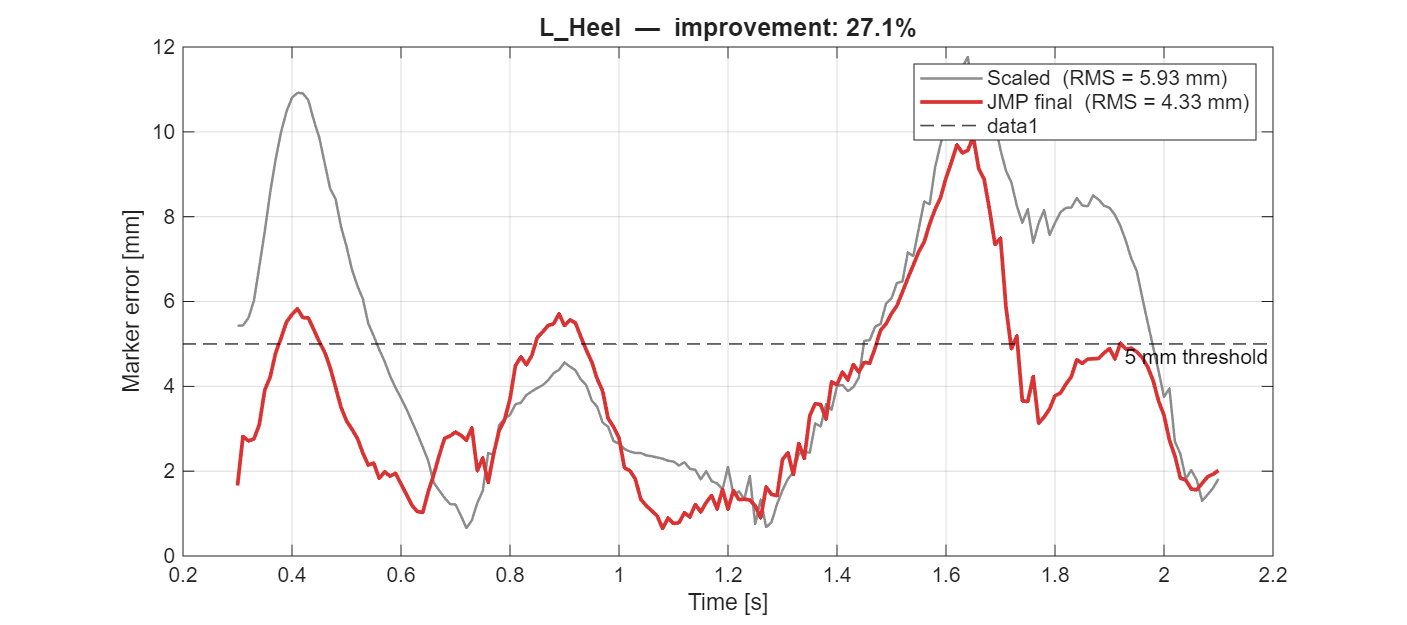 L_Heel — improvement: 27.1%
Scaled (RMS = 5.93 mm)
JMP final (RMS = 4.33 mm)
data1
5 mm threshold
Marker error [mm]
12
10
8
6
4
2
0
0.2 0.4 0.6 0.8 1 1.2 1.4 1.6 1.8 2 2.2
Time [s]